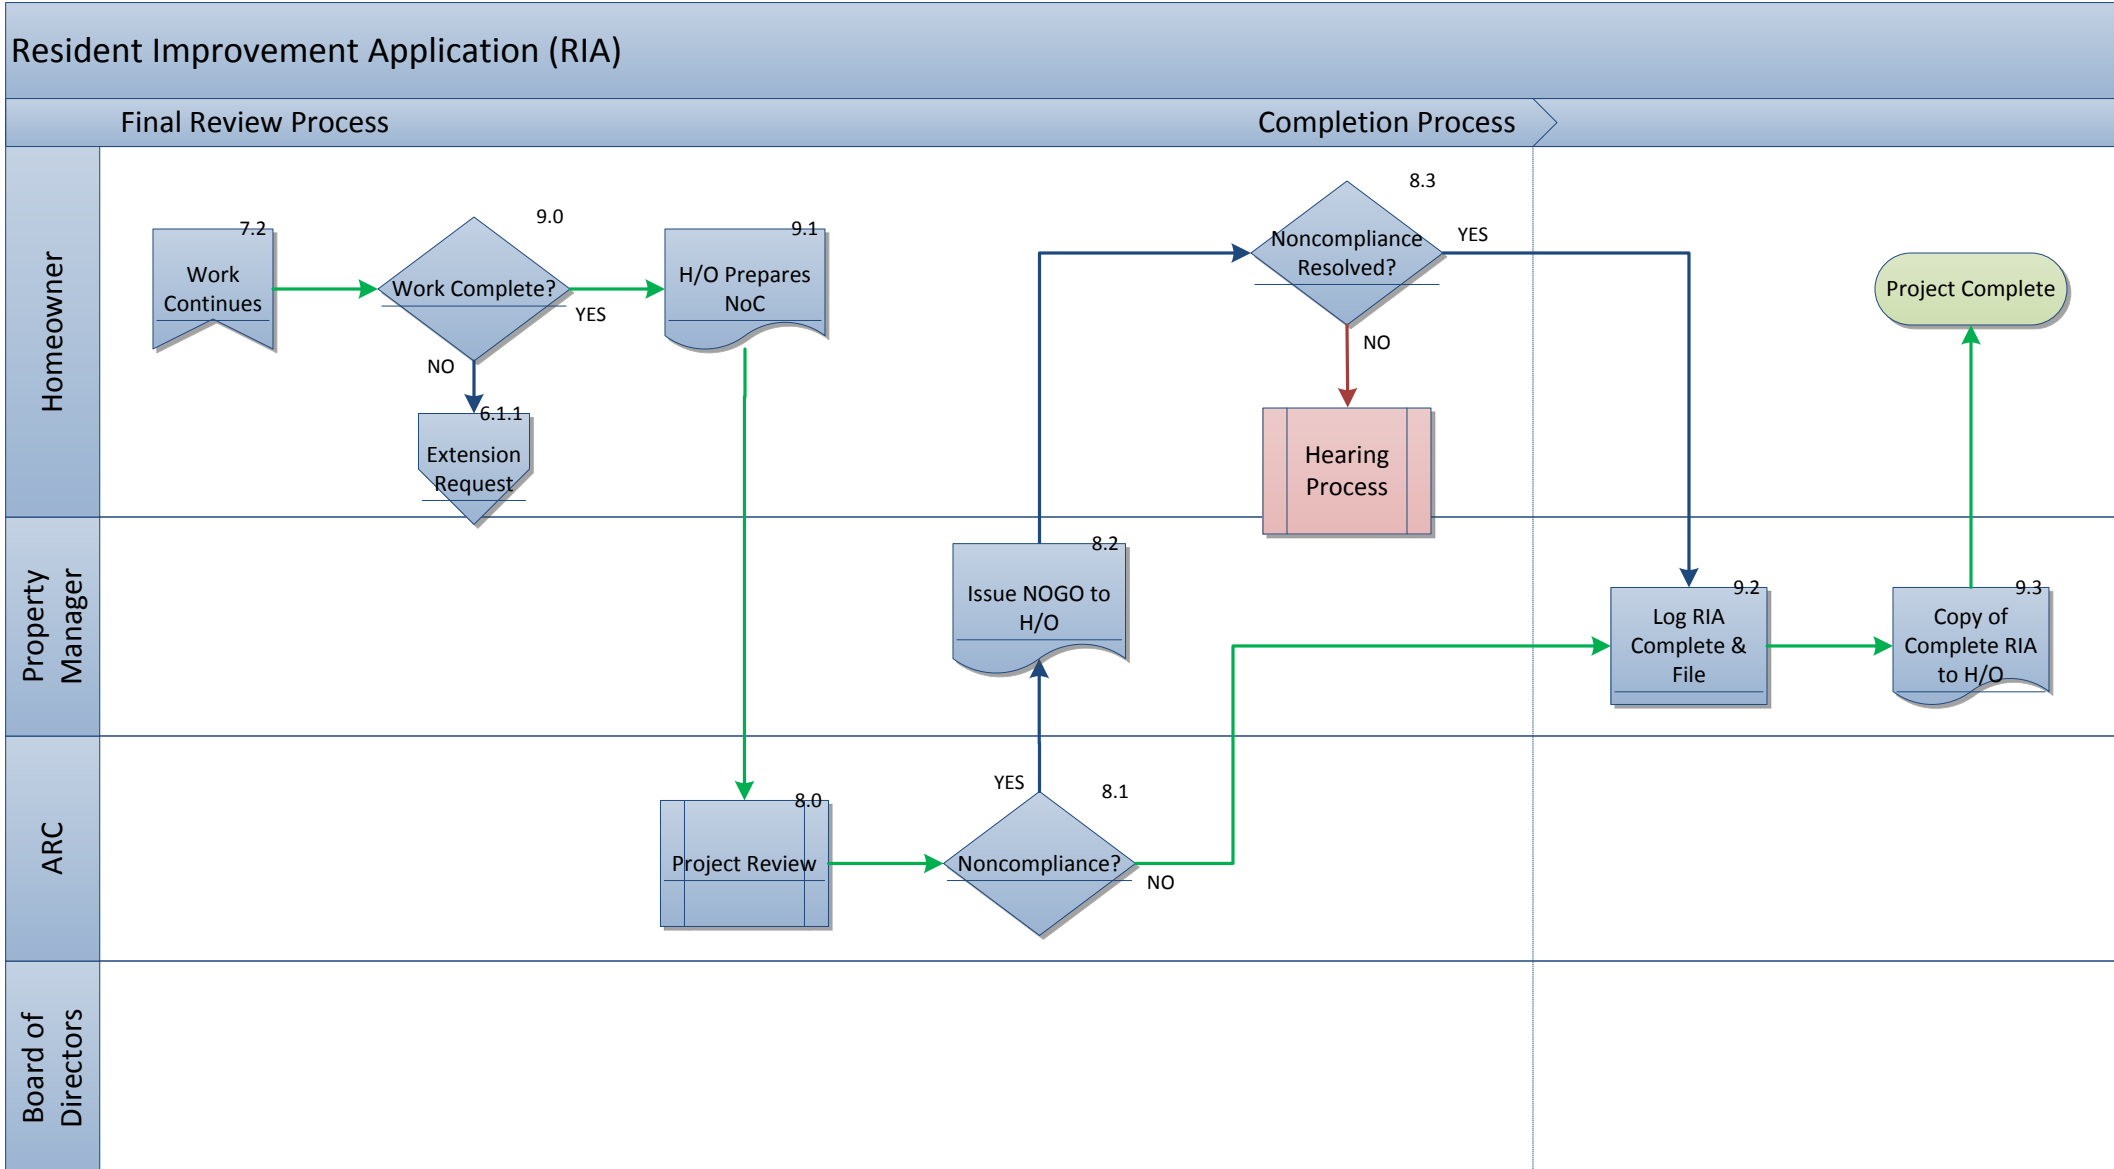 Resident Improvement Application (RIA)
Final Review Process
Completion Process
Homeowner
7.2
Work
Continues
9.0
Work Complete?
YES
NO
9.1
H/O Prepares
NoC
6.1.1
Extension
Request
8.3
Noncompliance
Resolved?
YES
NO
Hearing
Process
Project Complete
Property
Manager
8.2
Issue NOGO to
H/O
9.2
Log RIA
Complete &
File
9.3
Copy of
Complete RIA
to H/O
ARC
8.0
Project Review
YES
8.1
Noncompliance?
NO
Board of
Directors